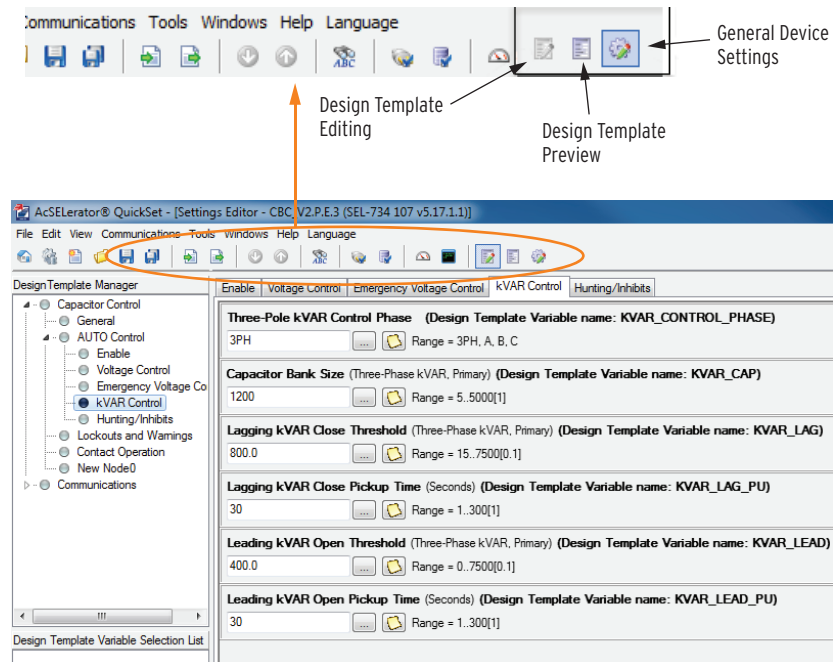 ommunications Tools Windows Help Language
ABC
General Device
Settings
Design Template
Editing
Design Template
Preview
AcSELerator® QuickSet - [Settings Editor - CBC_V2.P.E.3 (SEL-734 107 v5.17.1.1)]
File Edit View Communications Tools Windows Help Language
ABC
Design Template Manager
Enable Voltage Control Emergency Voltage Control kVAR Control Hunting/Inhibits
Capacitor Control
General
AUTO Control
Enable
Voltage Control
Emergency Voltage Co
kVAR Control
Hunting/Inhibits
Lockouts and Warnings
Contact Operation
New Node0
Communications
Three-Pole kVAR Control Phase (Design Template Variable name: KVAR_CONTROL_PHASE)
3PH ... Range = 3PH, A, B, C
Capacitor Bank Size (Three-Phase kVAR, Primary) (Design Template Variable name: KVAR_CAP)
1200 ... Range = 5..5000[1]
Lagging kVAR Close Threshold (Three-Phase kVAR, Primary) (Design Template Variable name: KVAR_LAG)
800.0 ... Range = 15..7500[0.1]
Lagging kVAR Close Pickup Time (Seconds) (Design Template Variable name: KVAR_LAG_PU)
30 ... Range = 1..300[1]
Leading kVAR Open Threshold (Three-Phase kVAR, Primary) (Design Template Variable name: KVAR_LEAD)
400.0 ... Range = 0..7500[0.1]
Leading kVAR Open Pickup Time (Seconds) (Design Template Variable name: KVAR_LEAD_PU)
30 ... Range = 1..300[1]
Design Template Variable Selection List